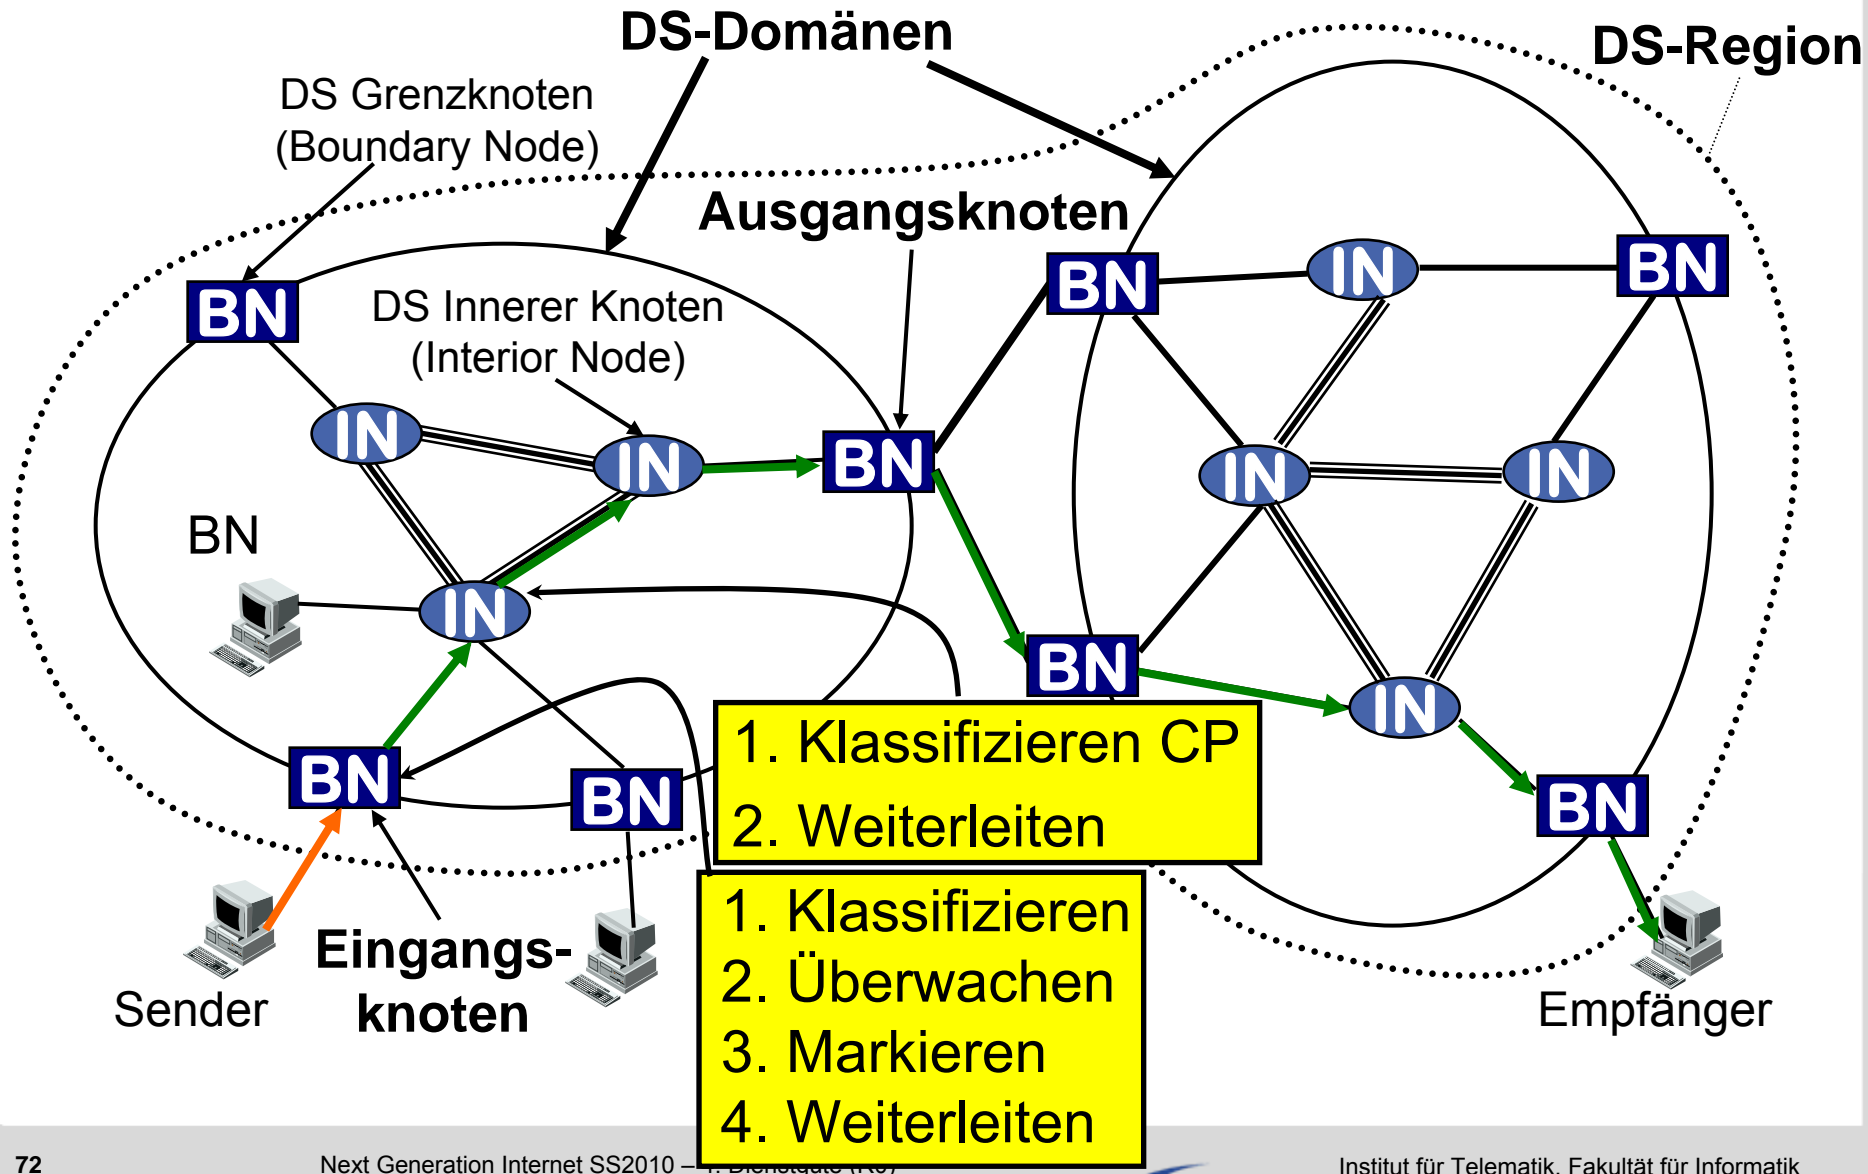 DS-Domänen
DS-Region
DS Grenzknoten
(Boundary Node)
Ausgangsknoten
BN
IN
BN
BN
DS Innerer Knoten
(Interior Node)
BN
IN
IN
BN
IN
IN
BN
IN
BN
IN
BN
BN
BN
1. Klassifizieren CP
2. Weiterleiten
1. Klassifizieren
2. Überwachen
3. Markieren
4. Weiterleiten
Sender
Eingangs-
knoten
Empfänger
72
Next Generation Internet SS2010 –
Institut für Telematik, Fakultät für Informatik